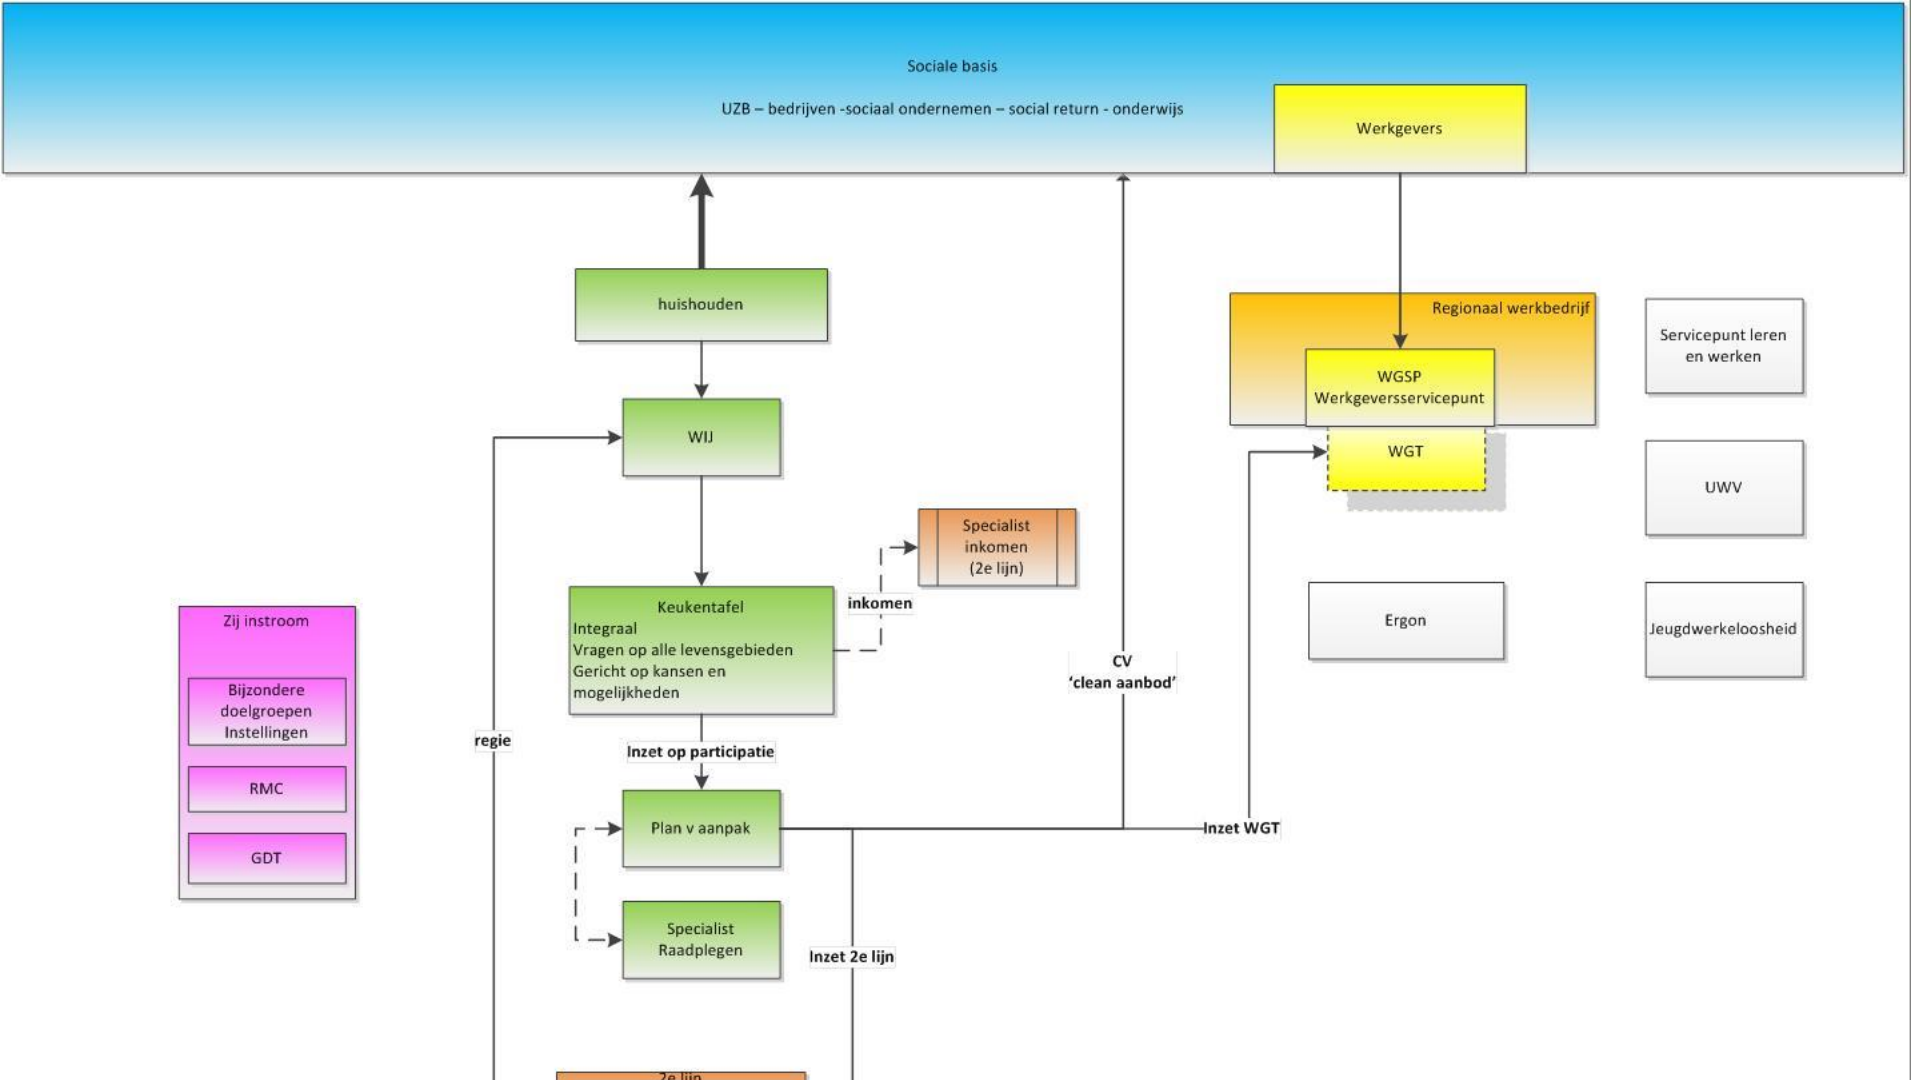 Sociale basis
UZB – bedrijven -sociaal ondernemen – social return - onderwijs
Werkgevers
huishouden
Regionaal werkbedrijf
Servicepunt leren
en werken
WGSP
Werkgeversservicepunt
WIJ
WGT
UWV
Specialist
inkomen
(2e lijn)
inkomen
Keukentafel
Integraal
Vragen op alle levensgebieden
Gericht op kansen en
mogelijkheden
Ergon
Jeugdwerkeloosheid
Zij instroom
Bijzondere
doelgroepen
Instellingen
RMC
GDT
CV
‘clean aanbod’
regie
Inzet op participatie
Plan v aanpak
Inzet WGT
Specialist
Raadplegen
Inzet 2e lijn
2e lijn